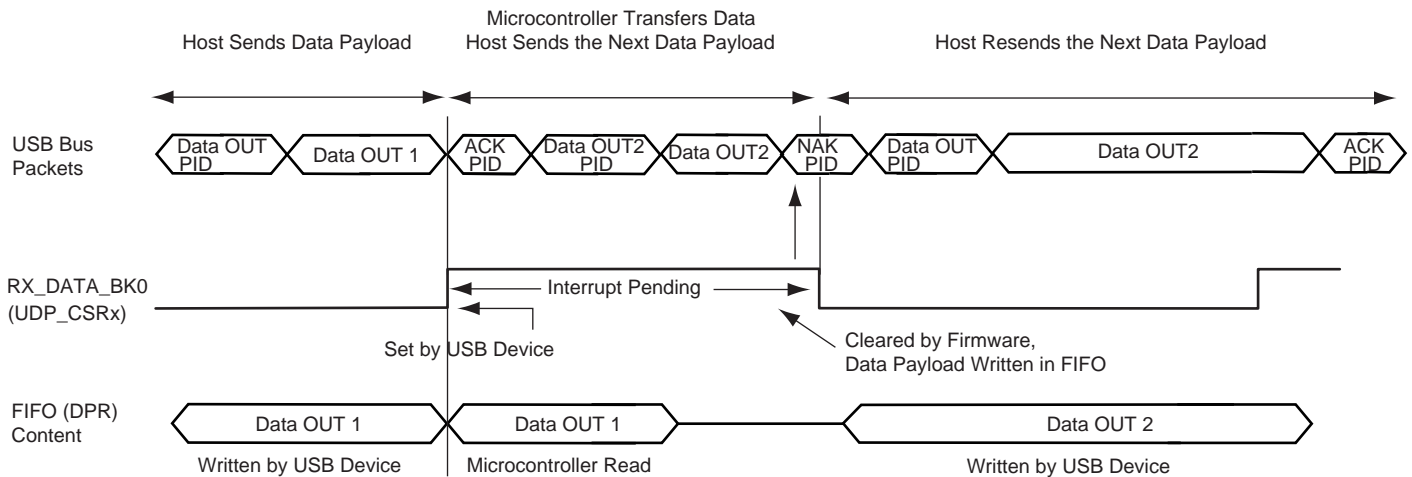 Microcontroller Transfers Data
Host Sends Data Payload
Host Sends the Next Data Payload
Host Resends the Next Data Payload
USB Bus
Packets
Data OUT
PID
Data OUT 1
ACK
PID
Data OUT2
PID
Data OUT2
NAK
PID
Data OUT
PID
Data OUT2
ACK
PID
RX_DATA_BK0
(UDP_CSRx)
Interrupt Pending
Set by USB Device
Cleared by Firmware,
Data Payload Written in FIFO
FIFO (DPR)
Content
Data OUT 1
Data OUT 1
Data OUT 2
Written by USB Device
Microcontroller Read
Written by USB Device